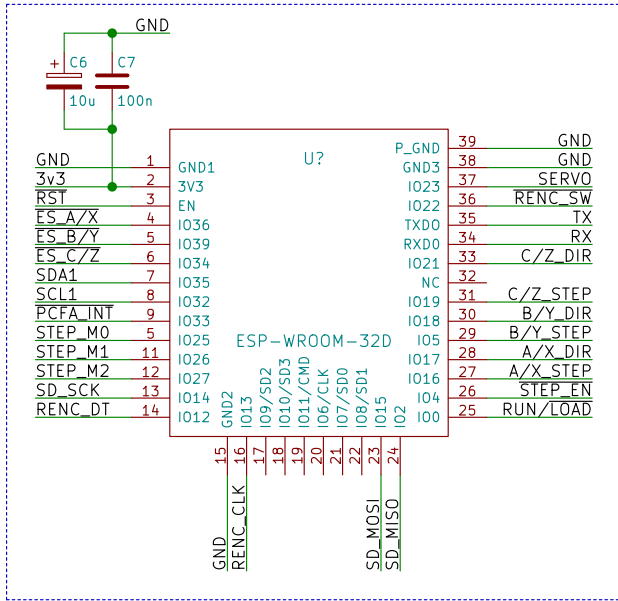 GND
+ C6 C7
10u 100n
U?
ESP-WROOM-32D
GND 1 GND1
3v3 2 3V3
RST 3 EN
ES_A/X 4 IO36
ES_B/Y 5 IO39
ES_C/Z 6 IO34
SDA1 7 IO35
SCL1 8 IO32
PCFA_INT 9 IO33
STEP_M0 5 IO25
STEP_M1 11 IO26
STEP_M2 12 IO27
SD_SCK 13 IO14
RENC_DT 14 IO12
P_GND 39 GND
GND3 38 GND
IO23 37 SERVO
IO22 36 RENC_SW
TXD0 35 TX
RXD0 34 RX
IO21 33 C/Z_DIR
NC 32
IO19 31 C/Z_STEP
IO18 30 B/Y_DIR
IO5 29 B/Y_STEP
IO17 28 A/X_DIR
IO16 27 A/X_STEP
IO4 26 STEP_EN
IO0 25 RUN/LOAD
GND2 15 GND
IO13 16 RENC_CLK
IO9/SD2 17
IO10/SD3 18
IO11/CMD 19
IO6/CLK 20
IO7/SD0 21
IO8/SD1 22
IO15 23 SD_MOSI
IO2 24 SD_MISO